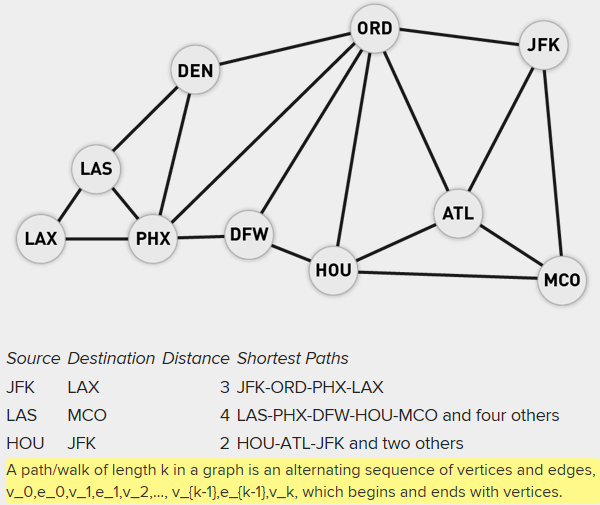 ORD
JFK
DEN
LAS
ATL
LAX
PHX
DFW
HOU
MCO
Source Destination Distance Shortest Paths
JFK LAX 3 JFK-ORD-PHX-LAX
LAS MCO 4 LAS-PHX-DFW-HOU-MCO and four others
HOU JFK 2 HOU-ATL-JFK and two others
A path/walk of length k in a graph is an alternating sequence of vertices and edges,
v_0,e_0,v_1,e_1,v_2,..., v_{k-1},e_{k-1},v_k, which begins and ends with vertices.